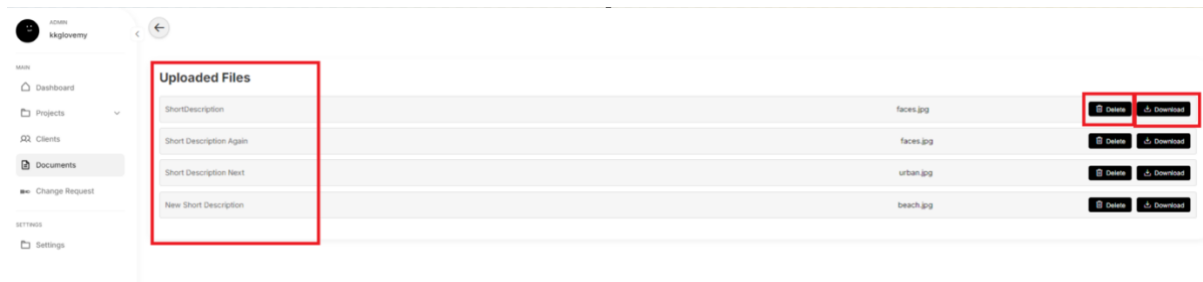 ADMIN
kkglovemy
MAIN
Dashboard
Projects
Clients
Documents
Change Request
SETTINGS
Settings
Uploaded Files
ShortDescription faces.jpg Delete Download
Short Description Again faces.jpg Delete Download
Short Description Next urban.jpg Delete Download
New Short Description beach.jpg Delete Download